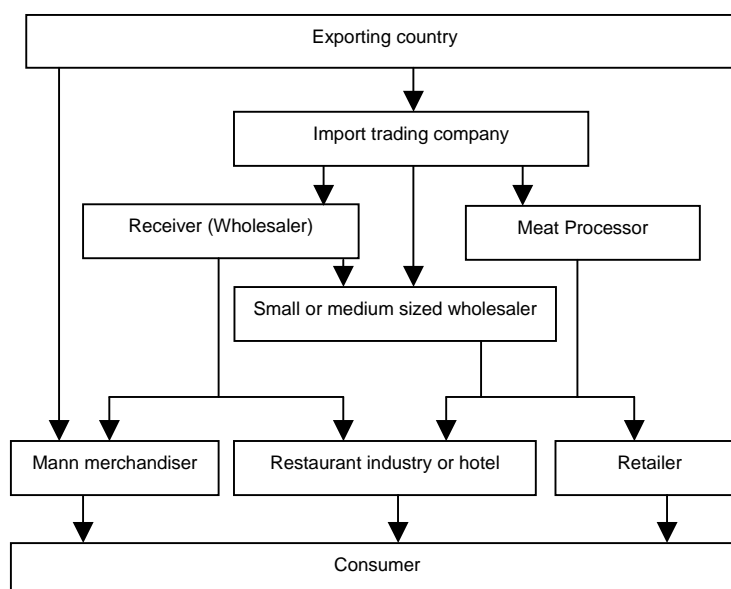 Exporting country
Import trading company
Receiver (Wholesaler)
Meat Processor
Small or medium sized wholesaler
Mann merchandiser
Restaurant industry or hotel
Retailer
Consumer